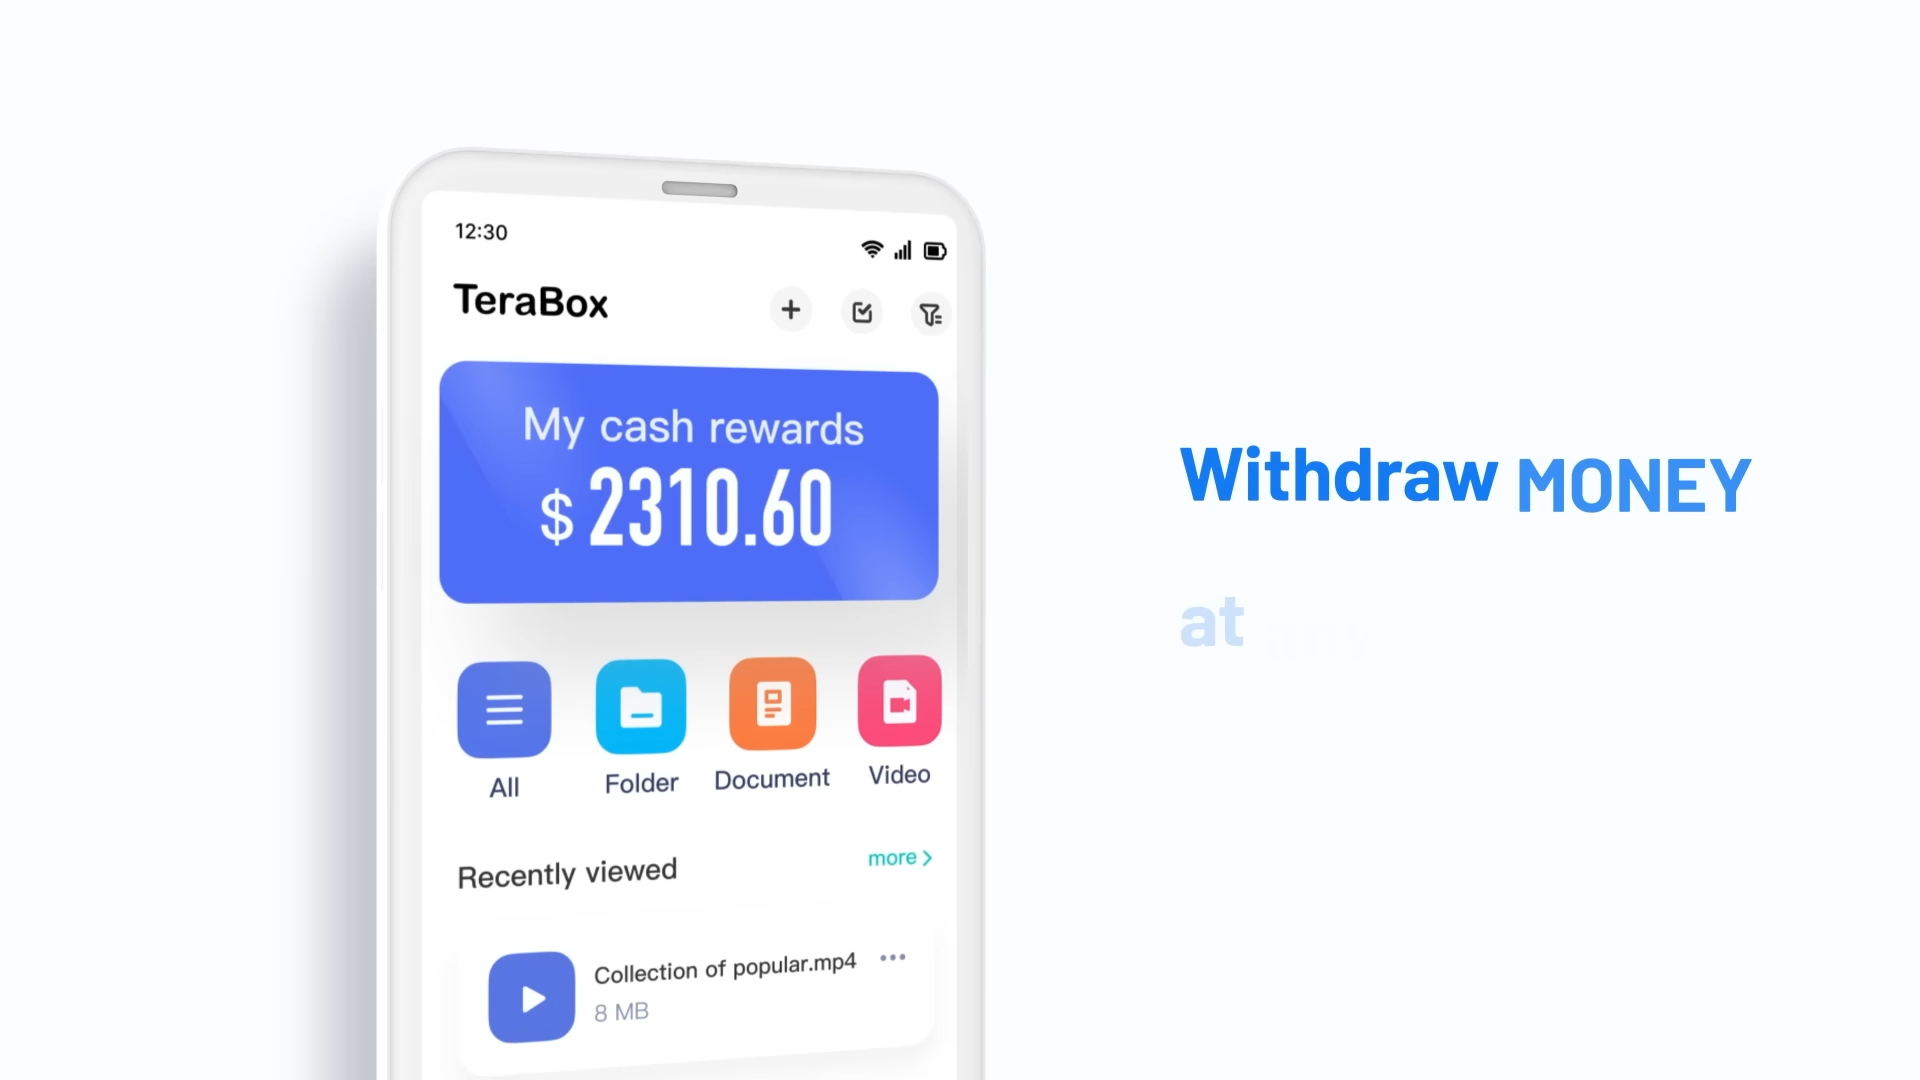 12:30
TeraBox
My cash rewards
$ 2310.60
All
Folder
Document
Video
Recently viewed
more
Collection of popular.mp4
8 MB
Withdraw MONEY
at any